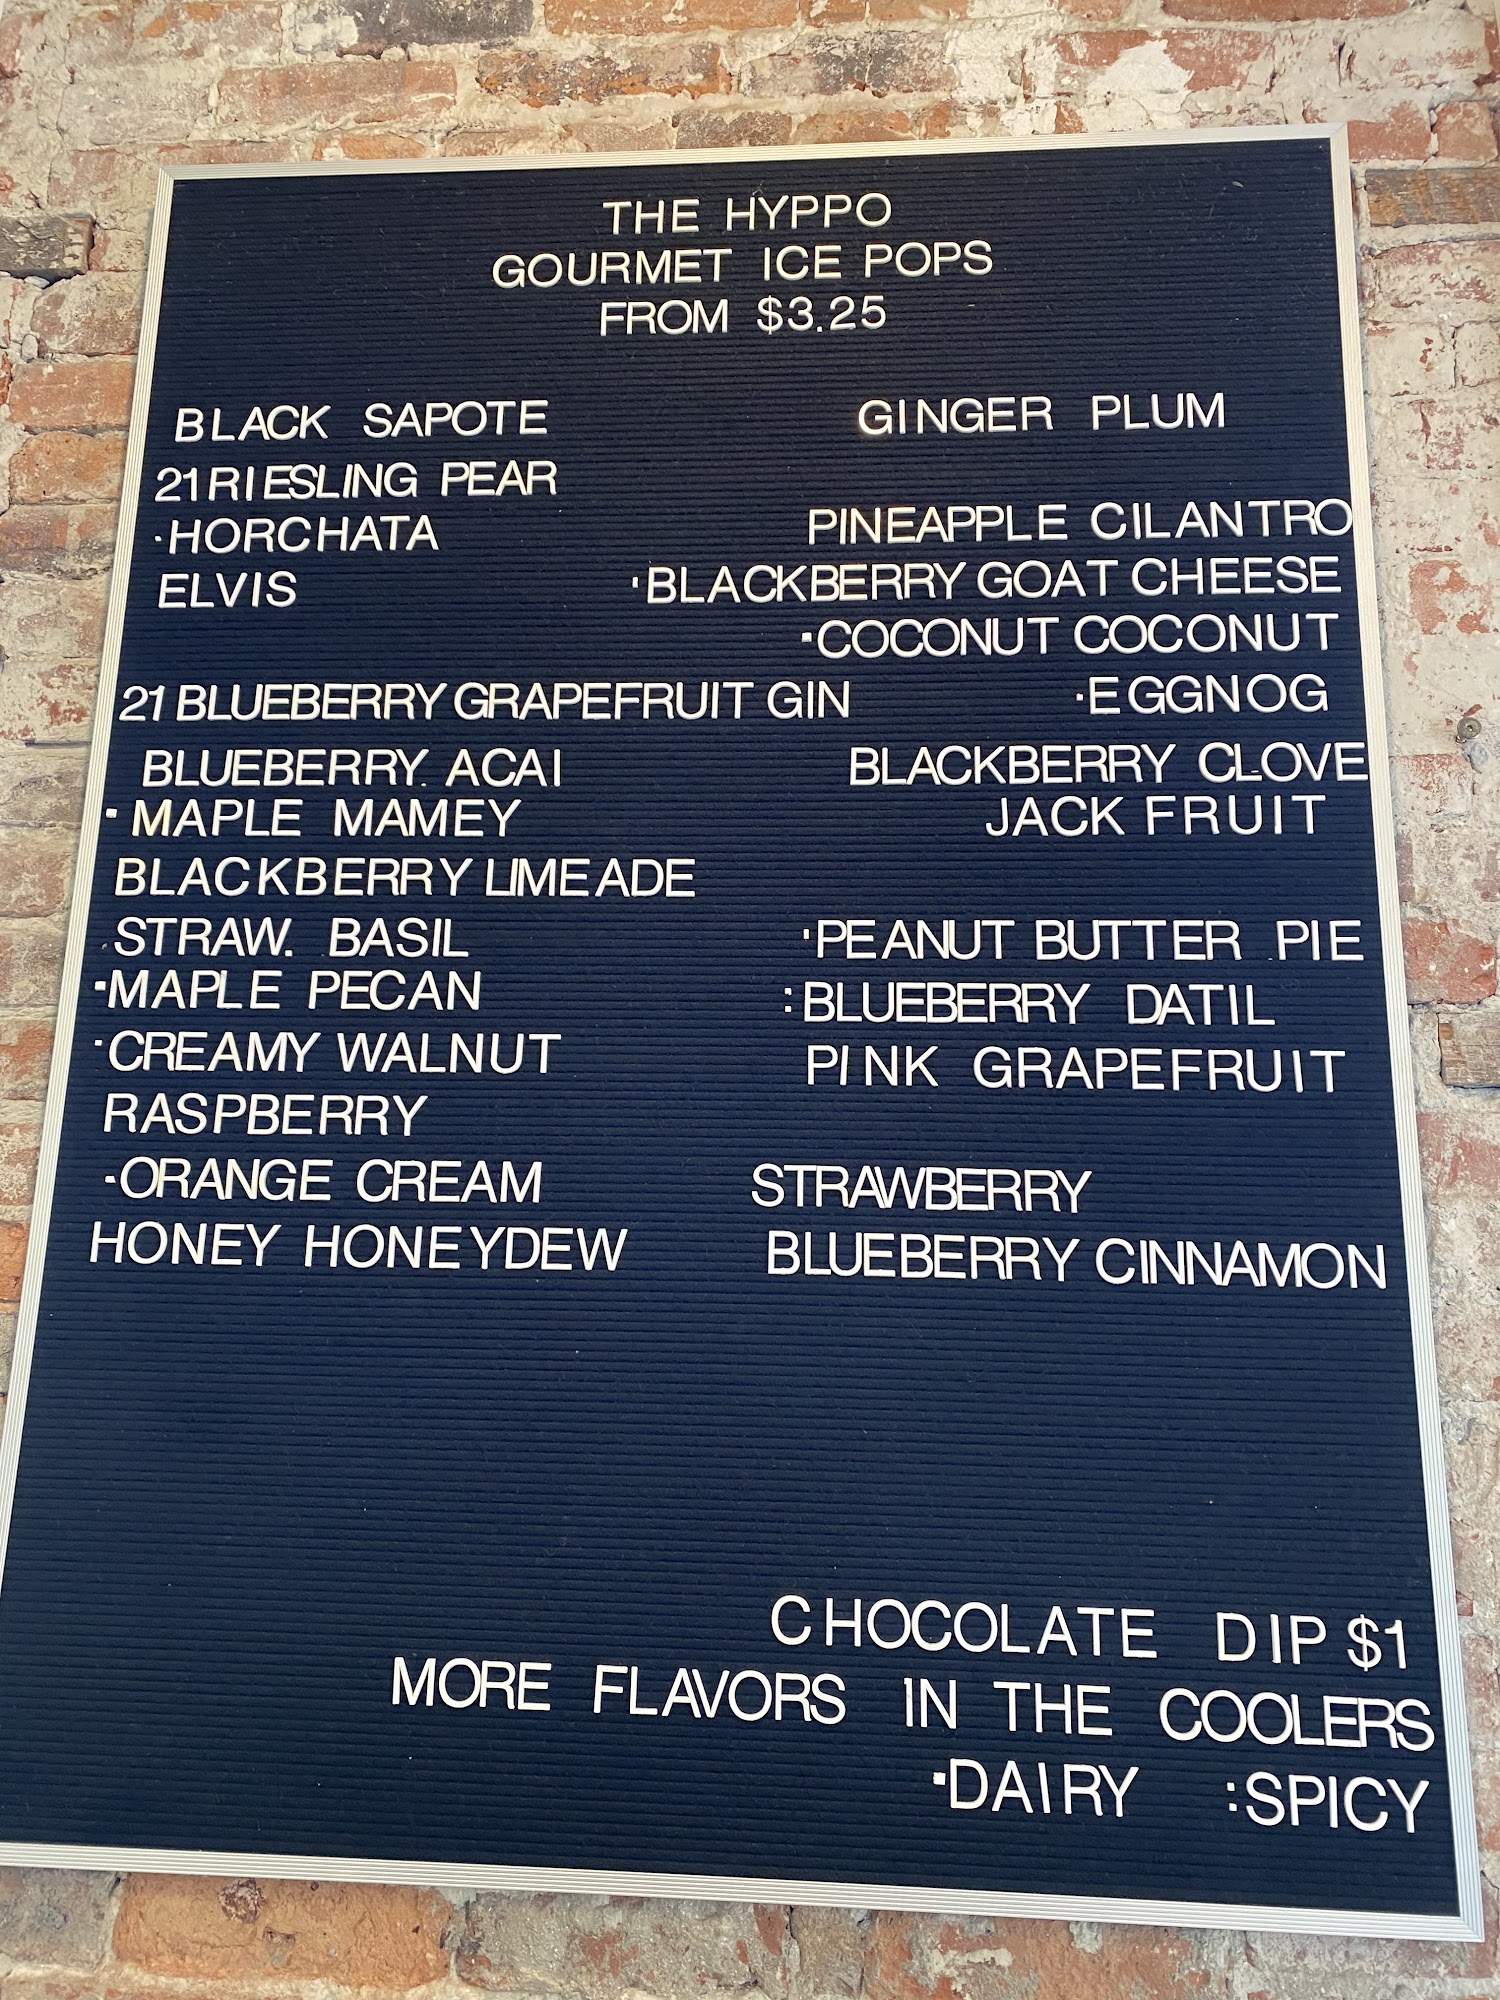 THE HYPPO
GOURMET ICE POPS
FROM $3.25
BLACK SAPOTE
21 RIESLING PEAR
·HORCHATA
ELVIS
21 BLUEBERRY GRAPEFRUIT GIN
BLUEBERRY. ACAI
·MAPLE MAMEY
BLACKBERRY LIMEADE
STRAW. BASIL
·MAPLE PECAN
·CREAMY WALNUT
RASPBERRY
·ORANGE CREAM
HONEY HONEYDEW
GINGER PLUM
PINEAPPLE CILANTRO
·BLACKBERRY GOAT CHEESE
·COCONUT COCONUT
·EGGNOG
BLACKBERRY CLOVE
JACK FRUIT
·PEANUT BUTTER PIE
:BLUEBERRY DATIL
PINK GRAPEFRUIT
STRAWBERRY
BLUEBERRY CINNAMON
CHOCOLATE DIP $1
MORE FLAVORS IN THE COOLERS
·DAIRY :SPICY